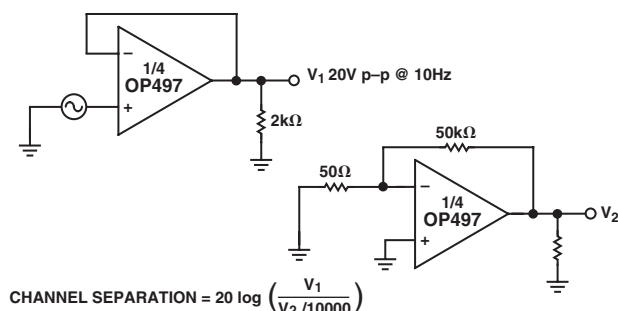 1/4
OP497
V1 20V p–p @ 10Hz
2kΩ
50kΩ
50Ω
1/4
OP497
V2
CHANNEL SEPARATION = 20 log ( V1
V2 /10000 )